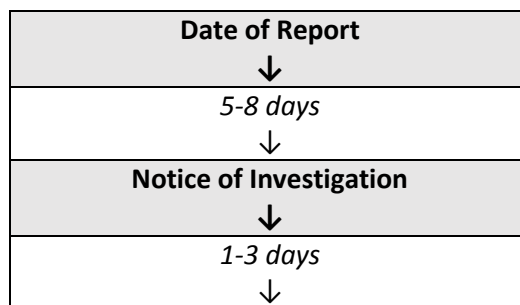 Date of Report
↓
5-8 days
↓
Notice of Investigation
↓
1-3 days
↓